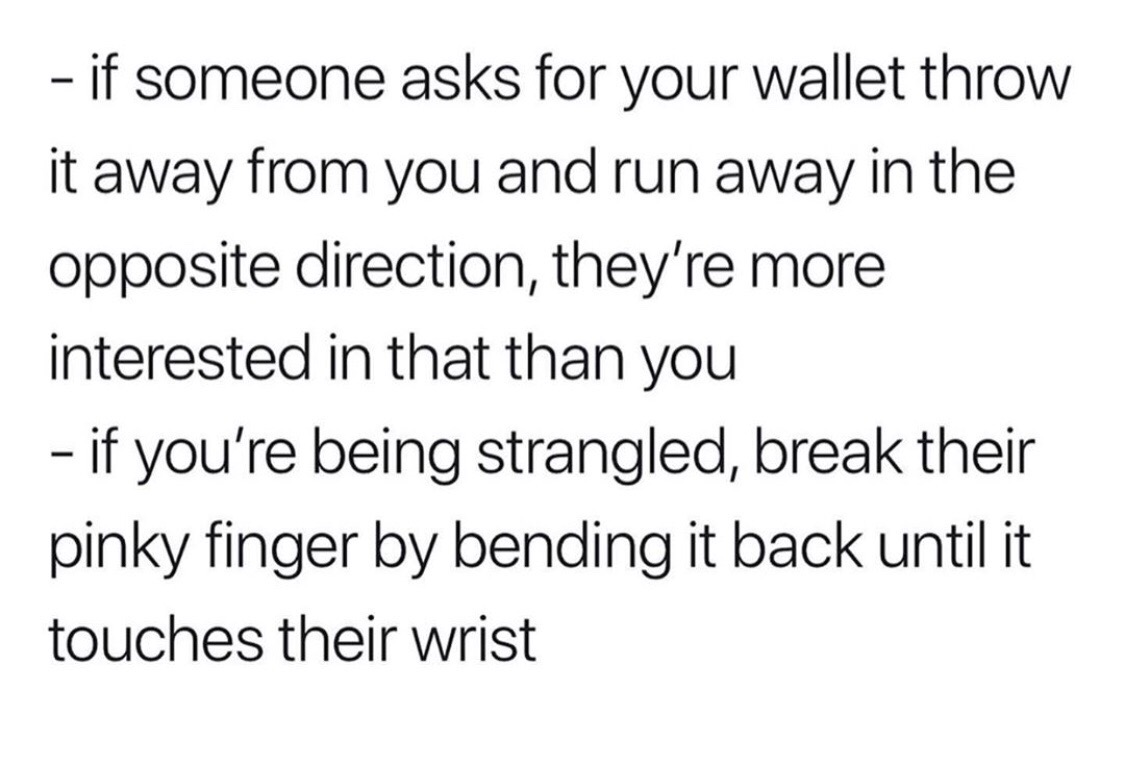 - if someone asks for your wallet throw
it away from you and run away in the
opposite direction, they’re more
interested in that than you
- if you’re being strangled, break their
pinky finger by bending it back until it
touches their wrist